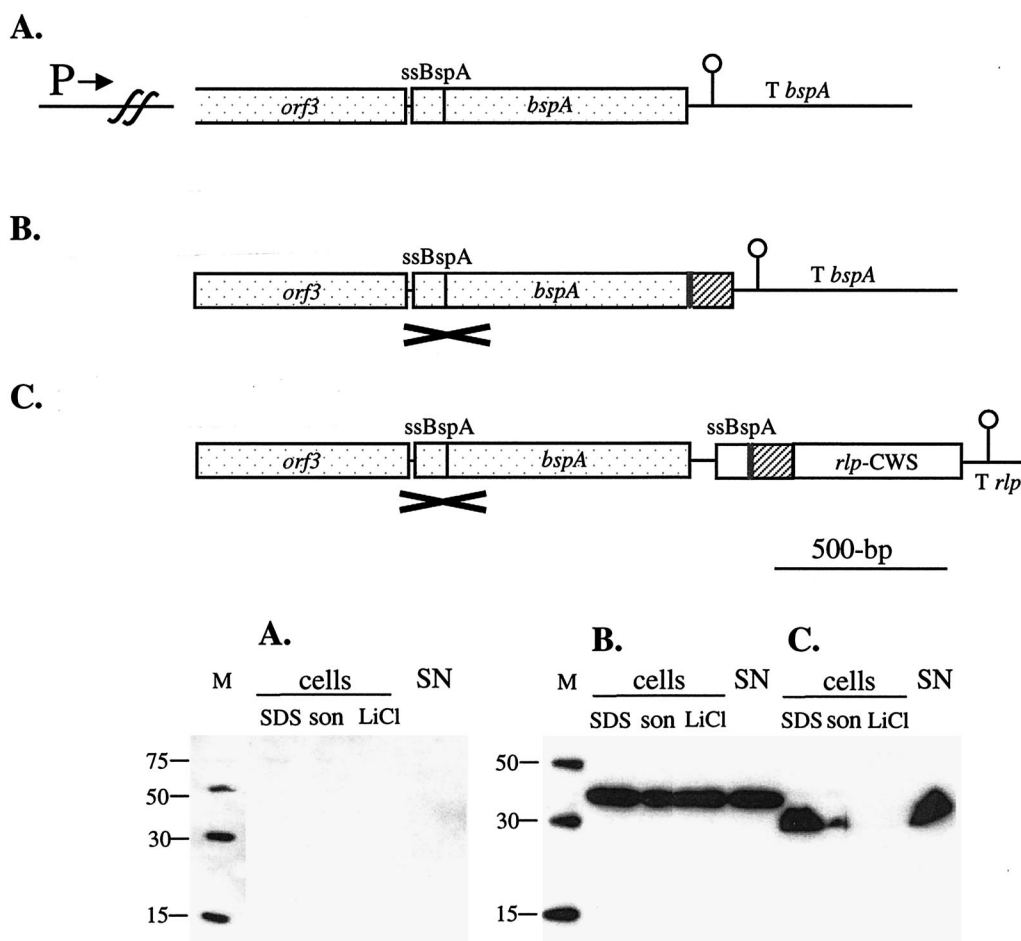 A.
P
ssBspA
orf3
bspA
T bspA
B.
ssBspA
orf3
bspA
T bspA
C.
ssBspA
ssBspA
orf3
bspA
rlp-CWS
T rlp
500-bp
A.
M
cells
SN
SDS son LiCl
75
50
30
15
B.
C.
M
cells
SN
cells
SN
SDS son LiCl
SDS son LiCl
50
30
15